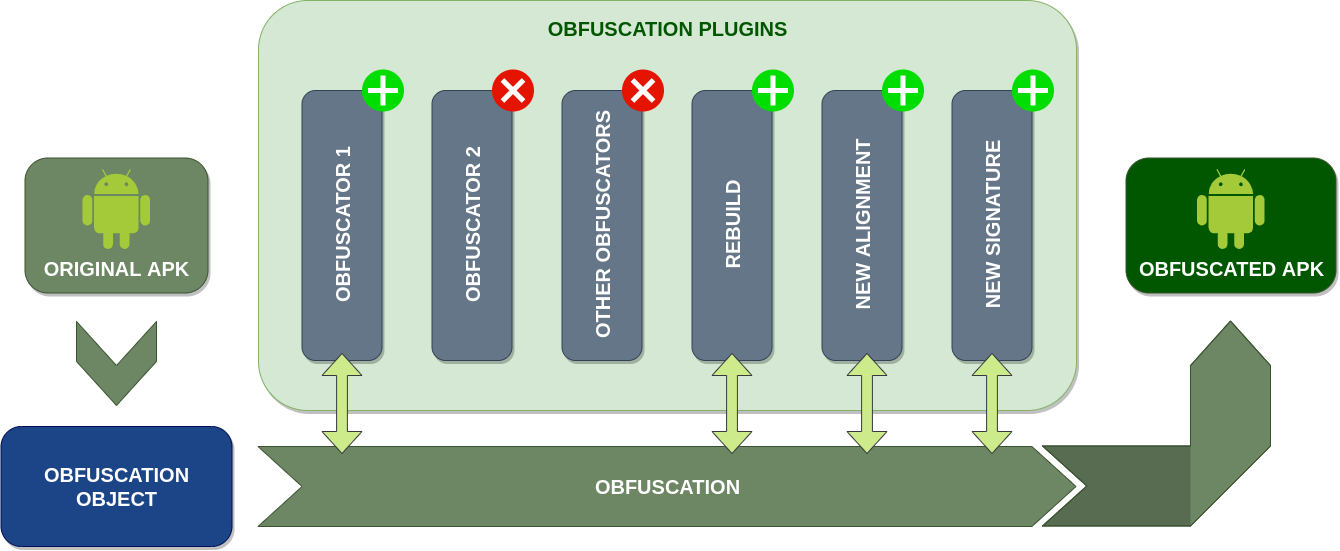 OBFUSCATION PLUGINS
OBFUSCATOR 1
OBFUSCATOR 2
OTHER OBFUSCATORS
REBUILD
NEW ALIGNMENT
NEW SIGNATURE
ORIGINAL APK
OBFUSCATED APK
OBFUSCATION
OBJECT
OBFUSCATION